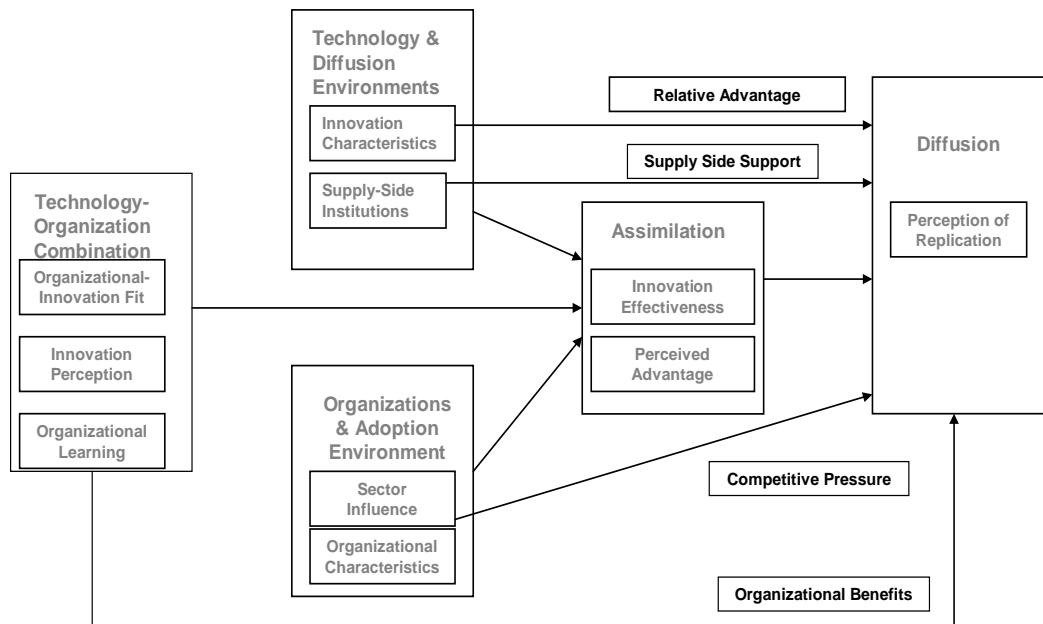 Technology &
Diffusion
Environments
Innovation
Characteristics
Supply-Side
Institutions
Relative Advantage
Supply Side Support
Diffusion
Perception of
Replication
Technology-
Organization
Combination
Organizational-
Innovation Fit
Innovation
Perception
Organizational
Learning
Assimilation
Innovation
Effectiveness
Perceived
Advantage
Organizations
& Adoption
Environment
Sector
Influence
Organizational
Characteristics
Competitive Pressure
Organizational Benefits